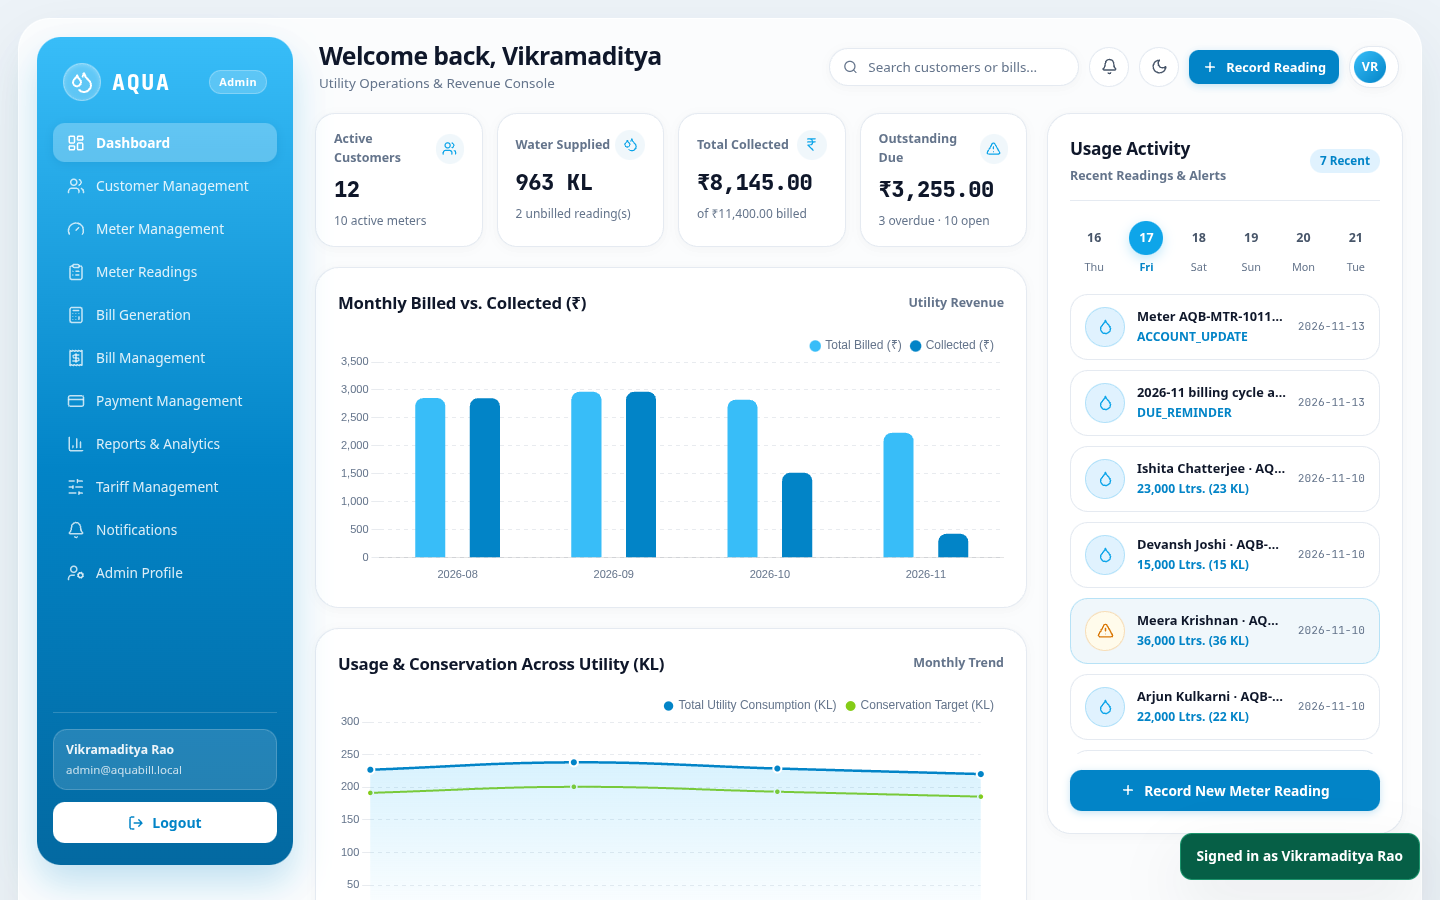 AQUA
Admin
Dashboard
Customer Management
Meter Management
Meter Readings
Bill Generation
Bill Management
Payment Management
Reports & Analytics
Tariff Management
Notifications
Admin Profile
Vikramaditya Rao
admin@aquabill.local
Logout
Welcome back, Vikramaditya
Utility Operations & Revenue Console
Search customers or bills...
Record Reading
VR
Active
Customers
12
10 active meters
Water Supplied
963 KL
2 unbilled reading(s)
Total Collected
₹
₹8,145.00
of ₹11,400.00 billed
Outstanding
Due
₹3,255.00
3 overdue · 10 open
Monthly Billed vs. Collected (₹)
Utility Revenue
Total Billed (₹)
Collected (₹)
3,500
3,000
2,500
2,000
1,500
1,000
500
0
2026-08
2026-09
2026-10
2026-11
Usage & Conservation Across Utility (KL)
Monthly Trend
Total Utility Consumption (KL)
Conservation Target (KL)
300
250
200
150
100
50
Usage Activity
Recent Readings & Alerts
7 Recent
16 17 18 19 20 21
Thu Fri Sat Sun Mon Tue
Meter AQB-MTR-1011...
ACCOUNT_UPDATE
2026-11-13
2026-11 billing cycle a...
DUE_REMINDER
2026-11-13
Ishita Chatterjee · AQ...
23,000 Ltrs. (23 KL)
2026-11-10
Devansh Joshi · AQB-...
15,000 Ltrs. (15 KL)
2026-11-10
Meera Krishnan · AQ...
36,000 Ltrs. (36 KL)
2026-11-10
Arjun Kulkarni · AQB-...
22,000 Ltrs. (22 KL)
2026-11-10
Record New Meter Reading
Signed in as Vikramaditya Rao